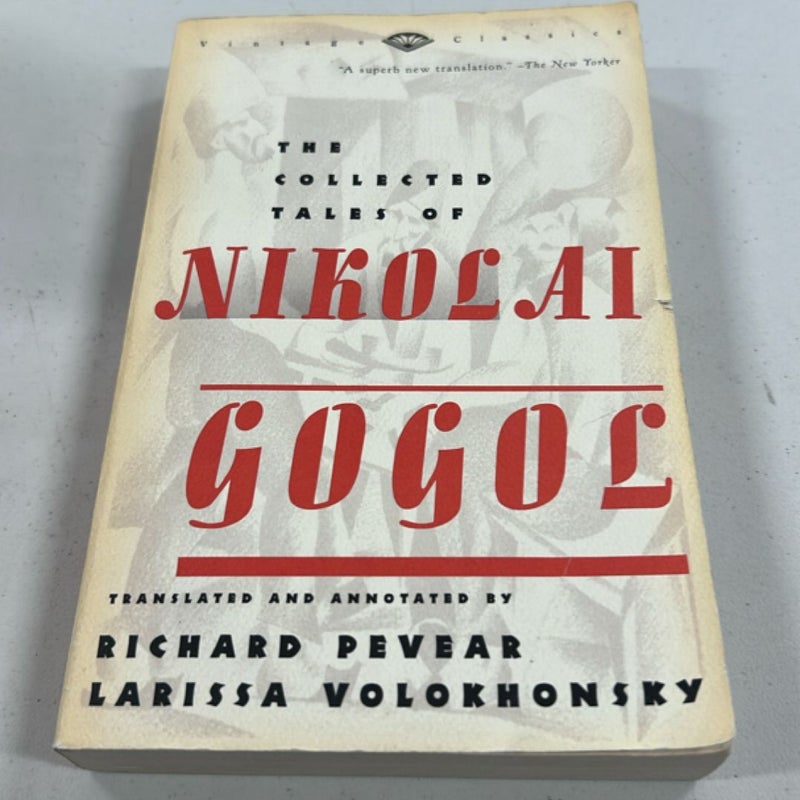 Vintage Classics
"A superb new translation." –The New Yorker
THE
COLLECTED
TALES OF
NIKOLAI
GOGOL
TRANSLATED AND ANNOTATED BY
RICHARD PEVEAR
LARISSA VOLOKHONSKY